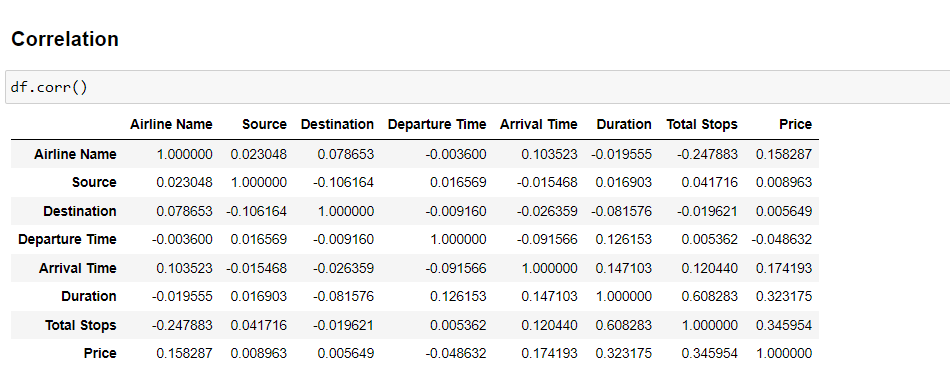 Correlation
df.corr()
Airline Name Source Destination Departure Time Arrival Time Duration Total Stops Price
Airline Name 1.000000 0.023048 0.078653 -0.003600 0.103523 -0.019555 -0.247883 0.158287
Source 0.023048 1.000000 -0.106164 0.016569 -0.015468 0.016903 0.041716 0.008963
Destination 0.078653 -0.106164 1.000000 -0.009160 -0.026359 -0.081576 -0.019621 0.005649
Departure Time -0.003600 0.016569 -0.009160 1.000000 -0.091566 0.126153 0.005362 -0.048632
Arrival Time 0.103523 -0.015468 -0.026359 -0.091566 1.000000 0.147103 0.120440 0.174193
Duration -0.019555 0.016903 -0.081576 0.126153 0.147103 1.000000 0.608283 0.323175
Total Stops -0.247883 0.041716 -0.019621 0.005362 0.120440 0.608283 1.000000 0.345954
Price 0.158287 0.008963 0.005649 -0.048632 0.174193 0.323175 0.345954 1.000000